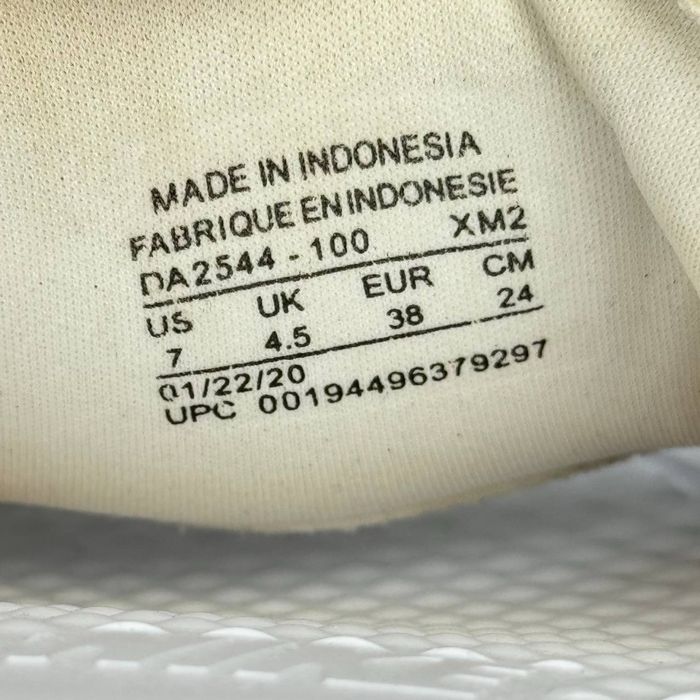 MADE IN INDONESIA
FABRIQUE EN INDONESIE
DA2544 - 100 XM2
US UK EUR CM
7 4.5 38 24
01/22/20
UPC 00194496379297